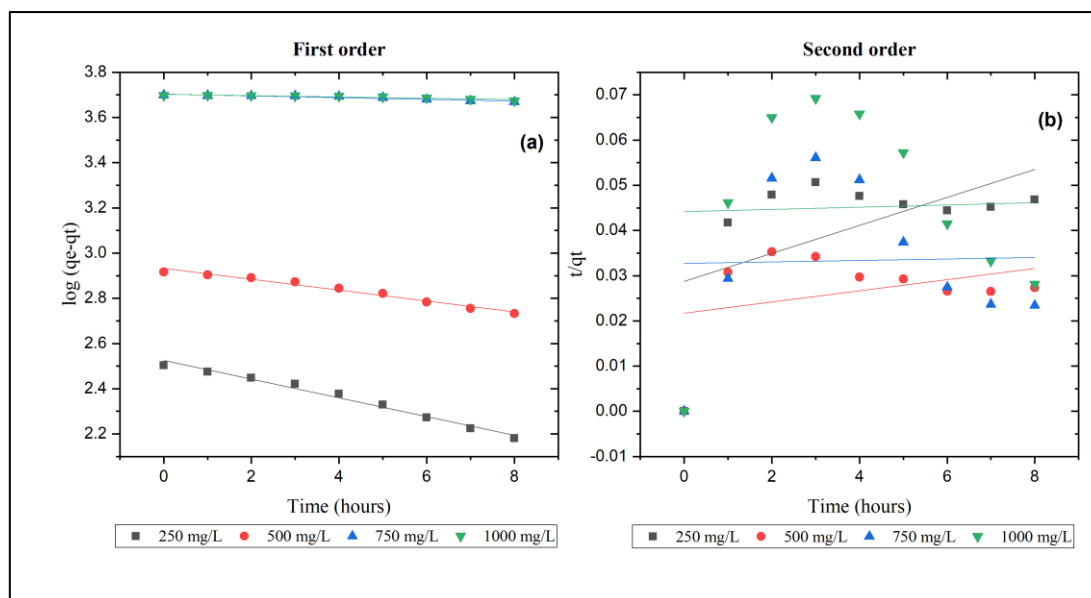 First order
Second order
3.8
3.6
3.4
3.2
3.0
2.8
2.6
2.4
2.2
log (qe-qt)
(a)
0 2 4 6 8
Time (hours)
250 mg/L 500 mg/L 750 mg/L 1000 mg/L
0.07
0.06
0.05
0.04
0.03
0.02
0.01
0.00
-0.01
t/qt
(b)
0 2 4 6 8
Time (hours)
250 mg/L 500 mg/L 750 mg/L 1000 mg/L